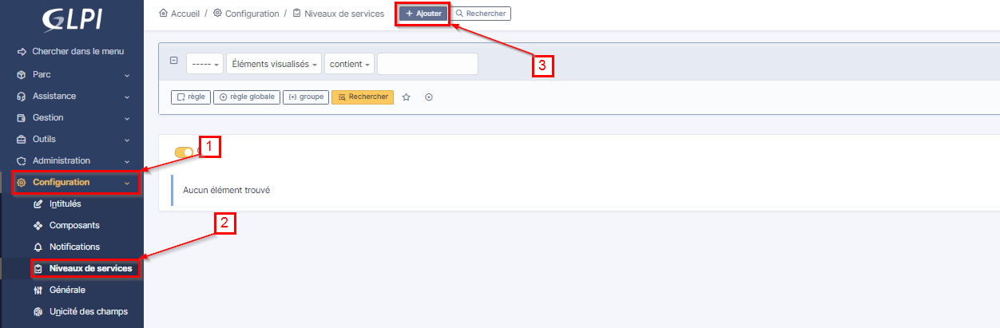 GLPI
Accueil / Configuration / Niveaux de services + Ajouter Rechercher
3
Chercher dans le menu
Parc
Assistance
Gestion
Outils
Administration
Configuration
Intitulés
Composants
Notifications
Niveaux de services
Générale
Unicité des champs
----- Éléments visualisés contient
règle règle globale {+} groupe Rechercher
1
Aucun élément trouvé
2